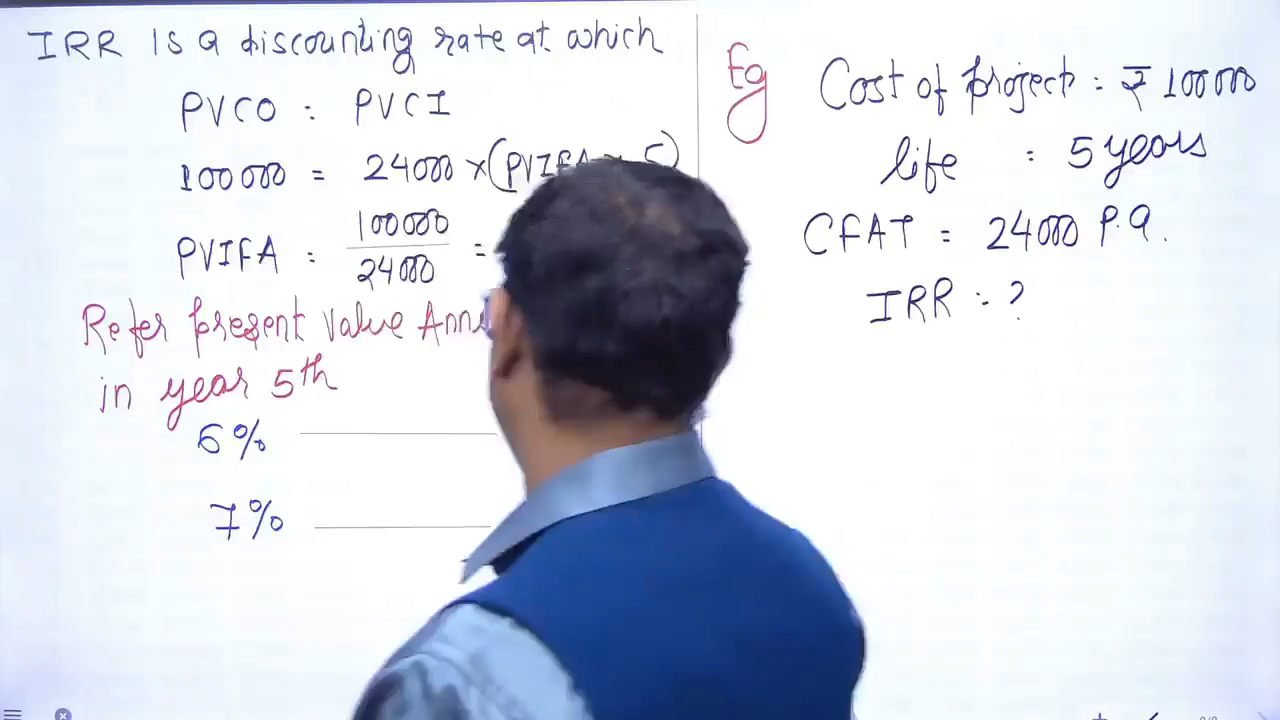 IRR is a discounting rate at which
PVCO : PVCI
100000 = 24000 × (PVIFA 5)
PVIFA : 100000 / 24000 =
Refer present value
in year 5th
6%
7%
Eg
Cost of project : ₹ 100000
life : 5 years
CFAT = 24000 P.a.
IRR :- ?